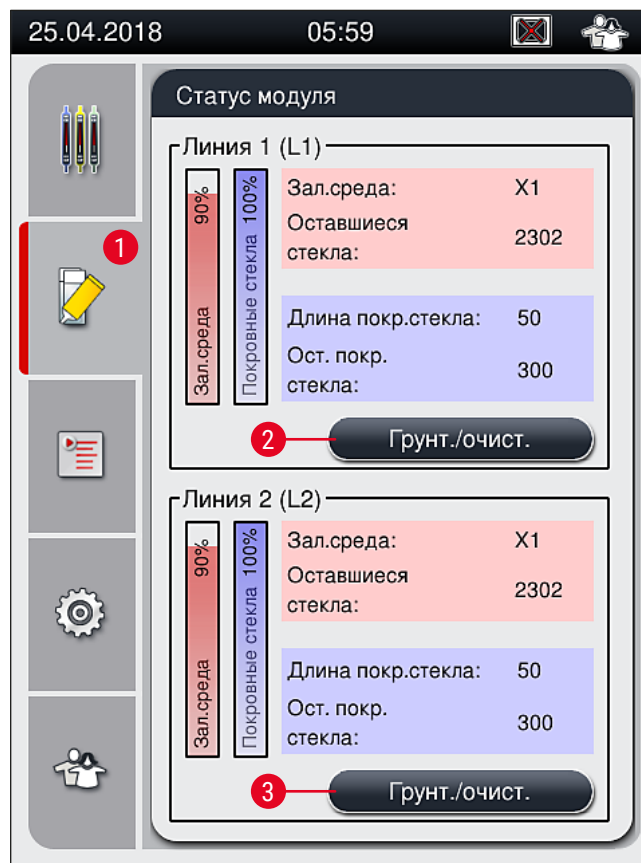 25.04.2018 05:59
Статус модуля
1
Линия 1 (L1)
Зал.среда 90%
Покровные стекла 100%
Зал.среда: X1
Оставшиеся
стекла: 2302
Длина покр.стекла: 50
Ост. покр.
стекла: 300
2 Грунт./очист.
Линия 2 (L2)
Зал.среда 90%
Покровные стекла 100%
Зал.среда: X1
Оставшиеся
стекла: 2302
Длина покр.стекла: 50
Ост. покр.
стекла: 300
3 Грунт./очист.